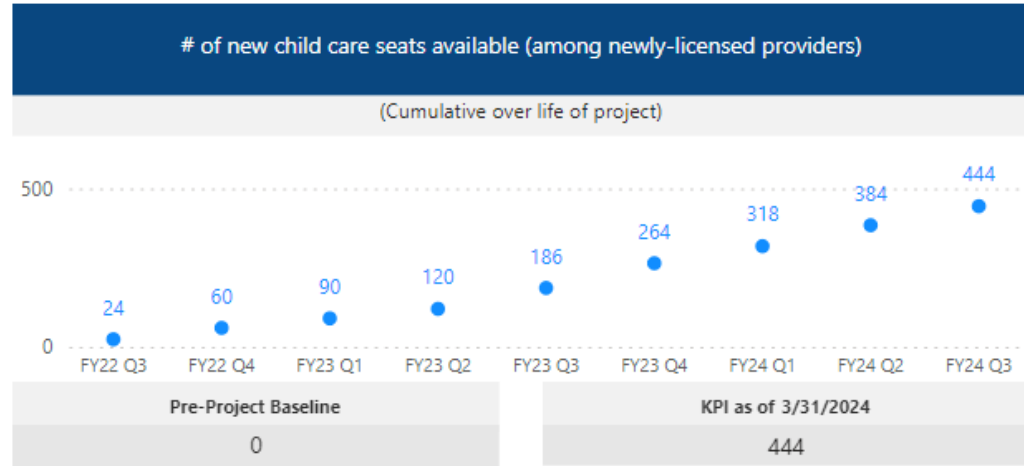 # of new child care seats available (among newly-licensed providers)
(Cumulative over life of project)
500
0
24
60
90
120
186
264
318
384
444
FY22 Q3
FY22 Q4
FY23 Q1
FY23 Q2
FY23 Q3
FY23 Q4
FY24 Q1
FY24 Q2
FY24 Q3
Pre-Project Baseline
0
KPI as of 3/31/2024
444